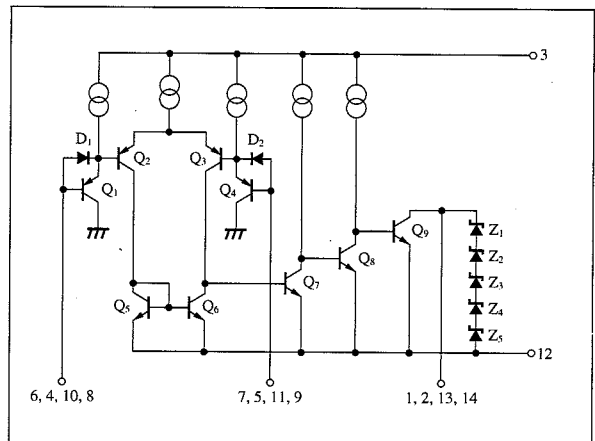 3
D₁
D₂
Q₂
Q₃
Q₁
Q₄
Q₉
Z₁
Z₂
Q₈
Q₇
Z₃
Q₅
Q₆
Z₄
Z₅
12
6, 4, 10, 8
7, 5, 11, 9
1, 2, 13, 14